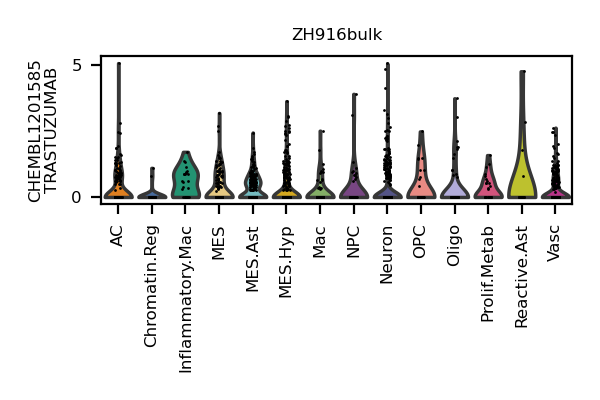 ZH916bulk
CHEMBL1201585
TRASTUZUMAB
5
0
AC
Chromatin.Reg
Inflammatory.Mac
MES
MES.Ast
MES.Hyp
Mac
NPC
Neuron
OPC
Oligo
Prolif.Metab
Reactive.Ast
Vasc